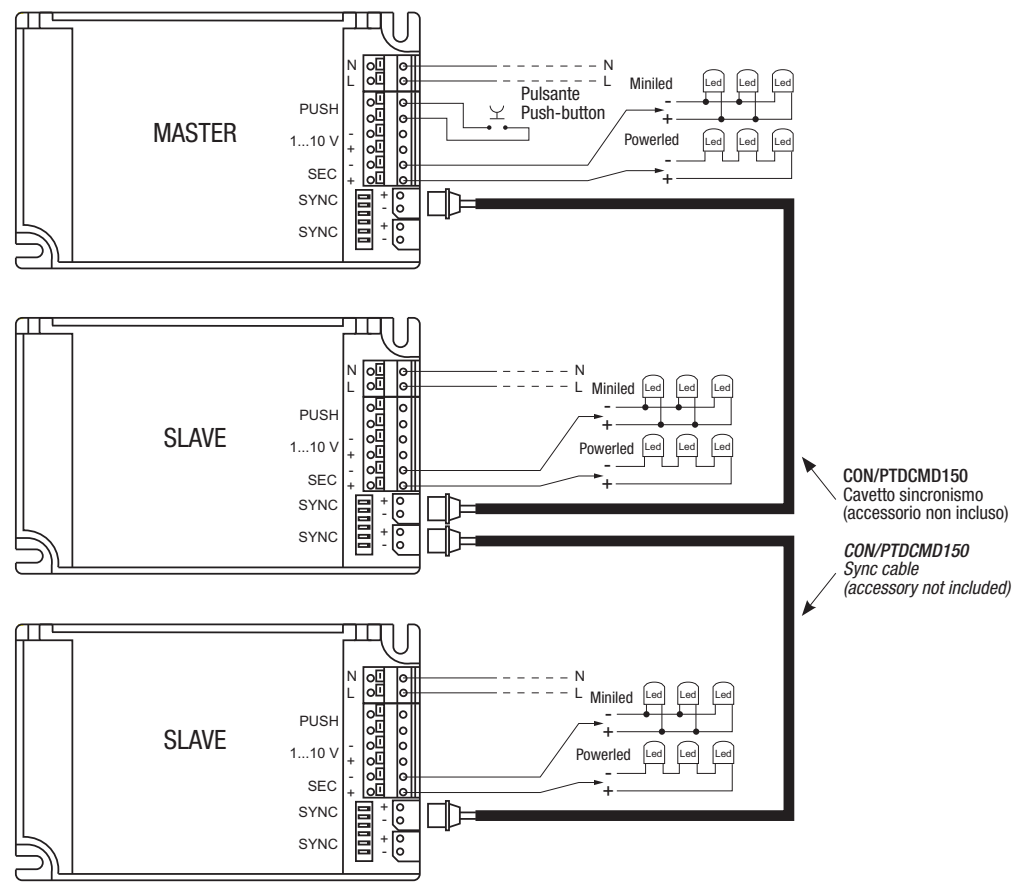 MASTER
N
L
PUSH
1...10 V
-
+
SEC
-
+
SYNC
+
-
SYNC
+
-
N
L
Pulsante
Push-button
Miniled
-
+
Led Led Led
Powerled
-
+
Led Led Led
SLAVE
N
L
PUSH
1...10 V
-
+
SEC
-
+
SYNC
+
-
SYNC
+
-
N
L
Miniled
-
+
Led Led Led
Powerled
-
+
Led Led Led
CON/PTDCMD150
Cavetto sincronismo
(accessorio non incluso)
CON/PTDCMD150
Sync cable
(accessory not included)
SLAVE
N
L
PUSH
1...10 V
-
+
SEC
-
+
SYNC
+
-
SYNC
+
-
N
L
Miniled
-
+
Led Led Led
Powerled
-
+
Led Led Led